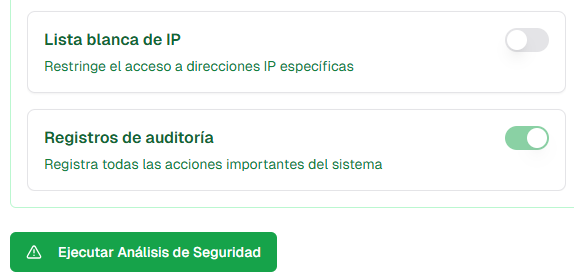 Lista blanca de IP
Restringe el acceso a direcciones IP específicas
Registros de auditoría
Registra todas las acciones importantes del sistema
Ejecutar Análisis de Seguridad